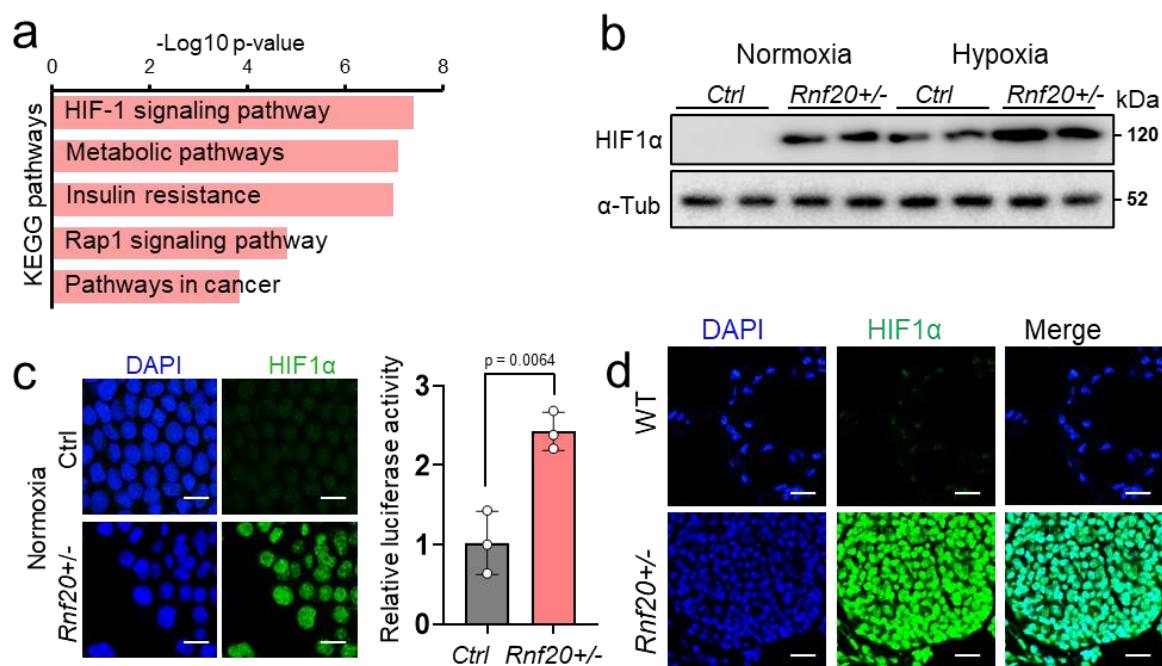 a
-Log10 p-value
0 2 4 6 8
KEGG pathways
HIF-1 signaling pathway
Metabolic pathways
Insulin resistance
Rap1 signaling pathway
Pathways in cancer
b
Normoxia Hypoxia
Ctrl Rnf20+/- Ctrl Rnf20+/- kDa
HIF1α 120
α-Tub 52
c
DAPI HIF1α
Normoxia
Ctrl
Rnf20+/-
Relative luciferase activity
p = 0.0064
3
2
1
0
Ctrl Rnf20+/-
d
DAPI HIF1α Merge
WT
Rnf20+/-